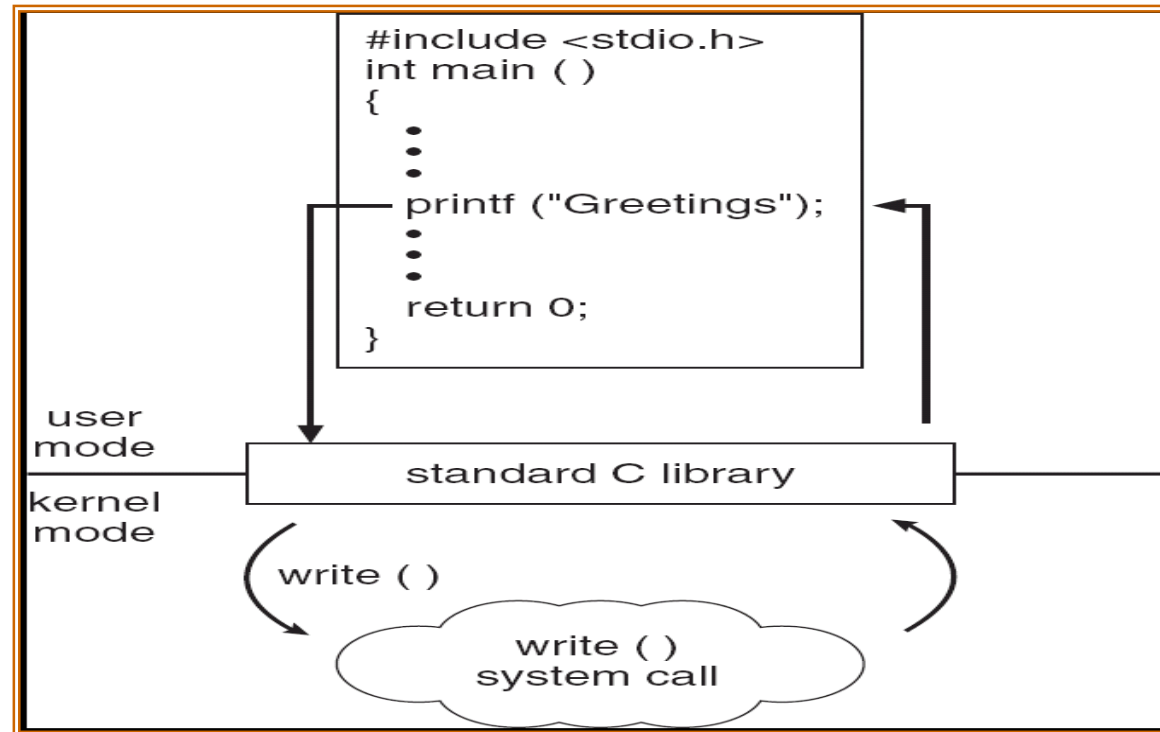 #include <stdio.h>
int main ( )
{
•
•
•
printf ("Greetings");
•
•
•
return 0;
}
user
mode
standard C library
kernel
mode
write ( )
write ( )
system call